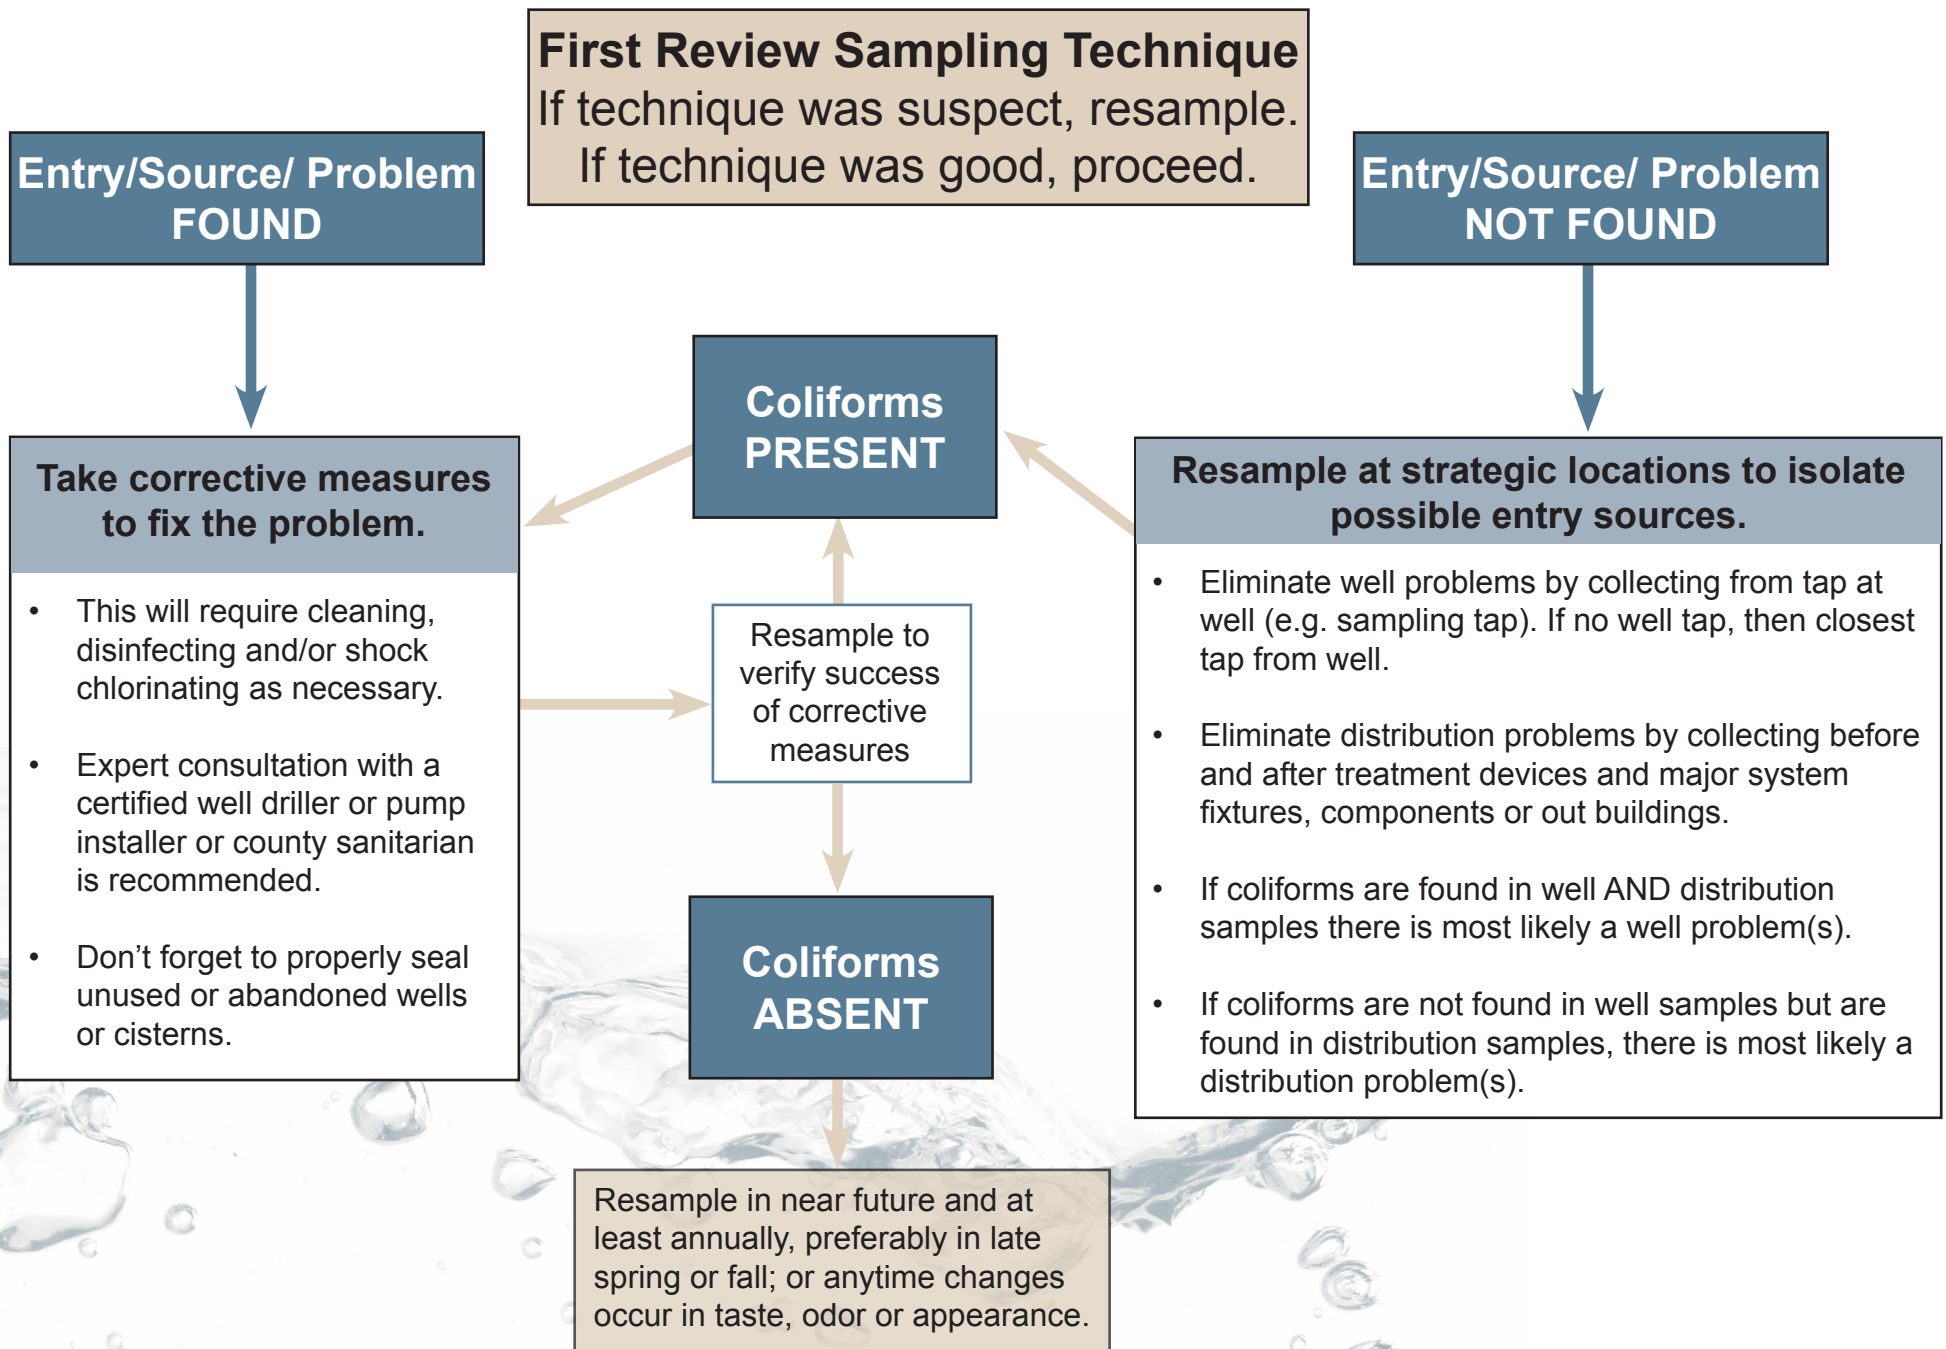 First Review Sampling Technique
If technique was suspect, resample.
If technique was good, proceed.
Entry/Source/ Problem
FOUND
Entry/Source/ Problem
NOT FOUND
Take corrective measures
to fix the problem.
• This will require cleaning,
disinfecting and/or shock
chlorinating as necessary.
• Expert consultation with a
certified well driller or pump
installer or county sanitarian
is recommended.
• Don’t forget to properly seal
unused or abandoned wells
or cisterns.
Coliforms
PRESENT
Resample to
verify success
of corrective
measures
Coliforms
ABSENT
Resample in near future and at
least annually, preferably in late
spring or fall; or anytime changes
occur in taste, odor or appearance.
Resample at strategic locations to isolate
possible entry sources.
• Eliminate well problems by collecting from tap at
well (e.g. sampling tap). If no well tap, then closest
tap from well.
• Eliminate distribution problems by collecting before
and after treatment devices and major system
fixtures, components or out buildings.
• If coliforms are found in well AND distribution
samples there is most likely a well problem(s).
• If coliforms are not found in well samples but are
found in distribution samples, there is most likely a
distribution problem(s).